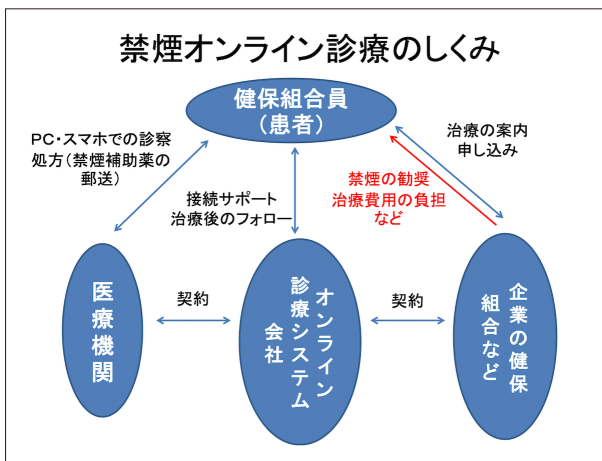 禁煙オンライン診療のしくみ
健保組合員
（患者）
PC・スマホでの診察
処方（禁煙補助薬の
郵送）
接続サポート
治療後のフォロー
禁煙の勧奨
治療費用の負担
など
治療の案内
申し込み
医療機関
契約
オンライン
診療システム
会社
契約
企業の健保
組合など